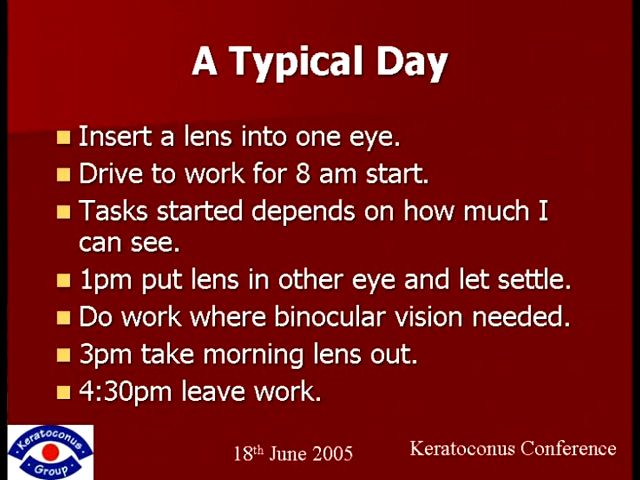 A Typical Day
Insert a lens into one eye.
Drive to work for 8 am start.
Tasks started depends on how much I
can see.
1pm put lens in other eye and let settle.
Do work where binocular vision needed.
3pm take morning lens out.
4:30pm leave work.
Keratoconus
Group
18th June 2005
Keratoconus Conference